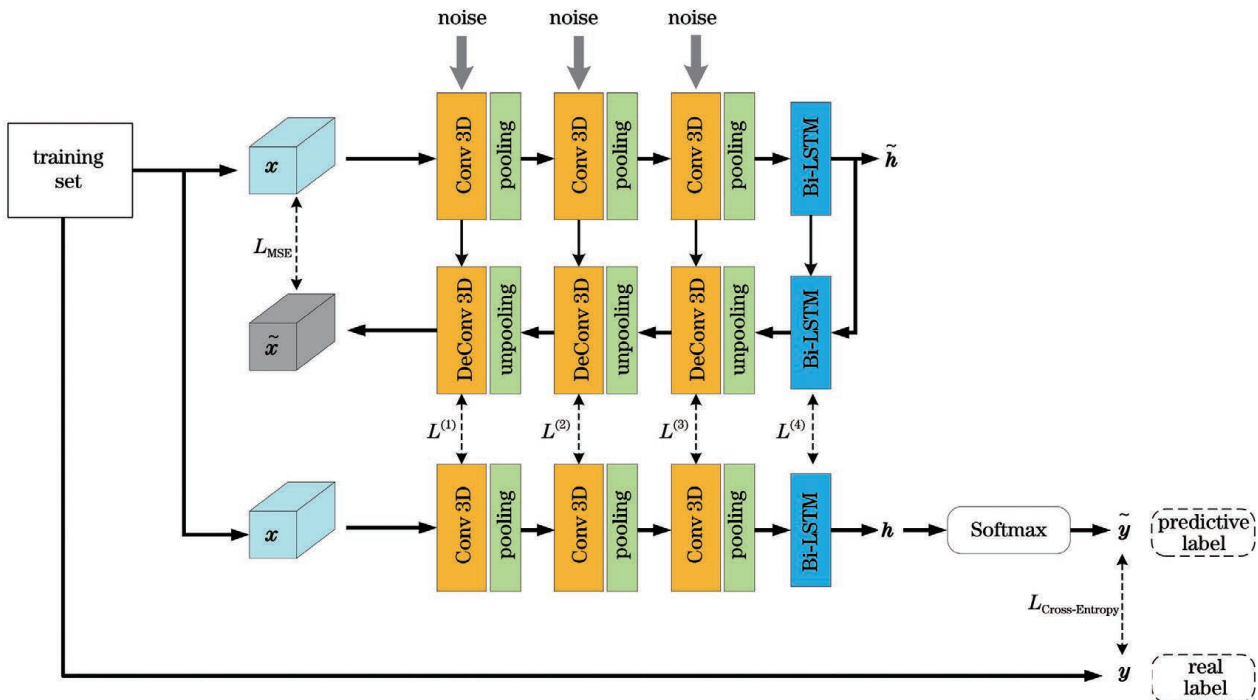 noise
noise
noise
training
set
x
Conv 3D
pooling
Conv 3D
pooling
Conv 3D
pooling
Bi-LSTM
h̃
L_MSE
x̃
DeConv 3D
unpooling
DeConv 3D
unpooling
DeConv 3D
unpooling
Bi-LSTM
L^(1)
L^(2)
L^(3)
L^(4)
x
Conv 3D
pooling
Conv 3D
pooling
Conv 3D
pooling
Bi-LSTM
h
Softmax
ỹ
predictive
label
L_Cross-Entropy
y
real
label